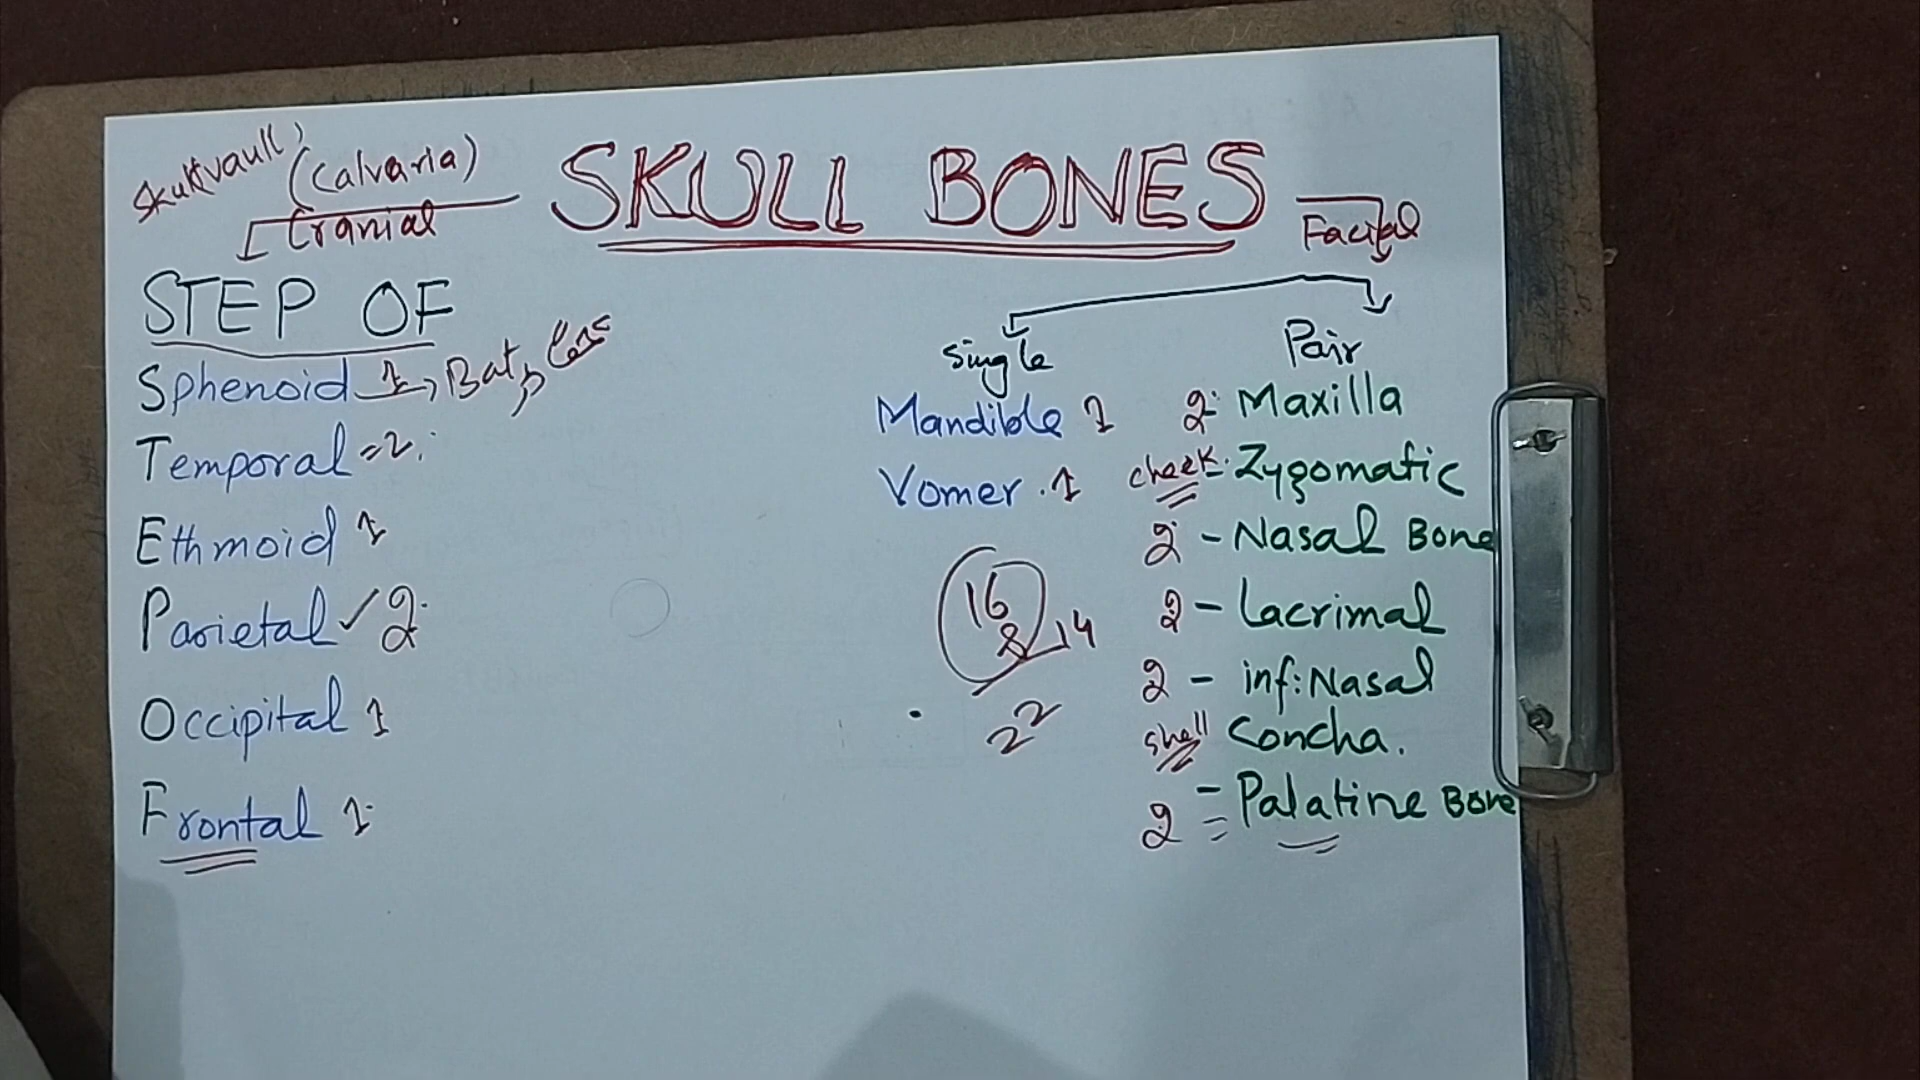 Skullvault
(Calvaria)
SKULL BONES
Cranial
Facial
STEP OF
Single
Pair
Sphenoid 1 → Bat,
Temporal = 2.
Ethmoid 1
Parietal ✓ 2.
Occipital 1
Frontal 1.
Mandible 1
Vomer . 1
2. Maxilla
cheek. Zygomatic
2 - Nasal Bone
2 - Lacrimal
2 - inf: Nasal
shell Concha.
2 = Palatine Bone
16
8 14
22